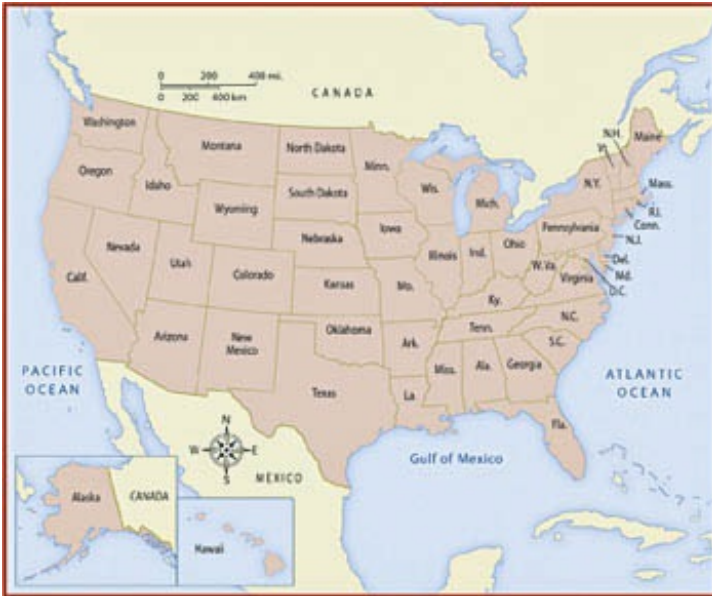 0 200 400 mi.
0 200 400 km
CANADA
Washington
Montana
North Dakota
Minn.
N.H.
Vt.
Maine
Oregon
Idaho
Wyoming
South Dakota
Wis.
Mich.
N.Y.
Mass.
R.I.
Conn.
N.J.
Nevada
Utah
Colorado
Nebraska
Iowa
Illinois
Ind.
Ohio
Pennsylvania
Del.
Md.
D.C.
Calif.
Kansas
Mo.
W.Va.
Virginia
Ky.
Arizona
New
Mexico
Oklahoma
Ark.
Tenn.
N.C.
S.C.
PACIFIC
OCEAN
Texas
La.
Miss.
Ala.
Georgia
ATLANTIC
OCEAN
Fla.
N
W E
S
MEXICO
Gulf of Mexico
Alaska
CANADA
Hawaii